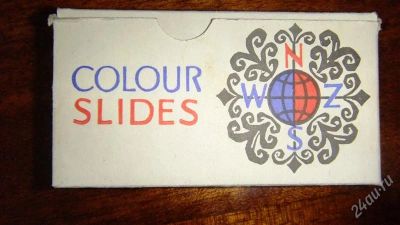 COLOUR
SLIDES
N
W Z
S
24au.ru